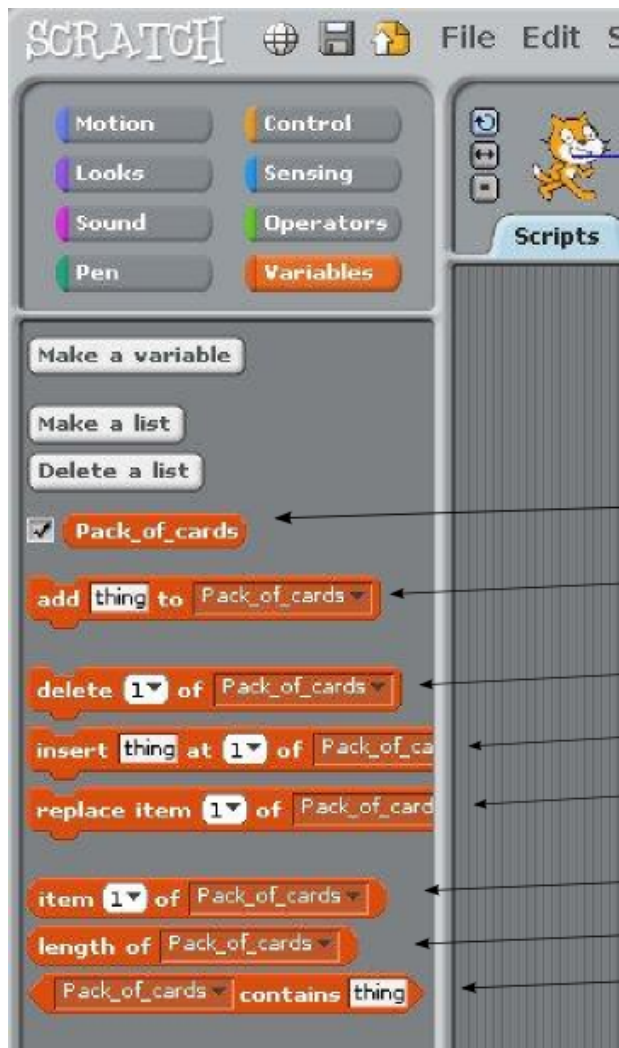 SCRATCH File Edit S
Motion Control
Looks Sensing
Sound Operators
Pen Variables
Scripts
Make a variable
Make a list
Delete a list
Pack_of_cards
add thing to Pack_of_cards
delete 1 of Pack_of_cards
insert thing at 1 of Pack_of_ca
replace item 1 of Pack_of_card
item 1 of Pack_of_cards
length of Pack_of_cards
Pack_of_cards contains thing